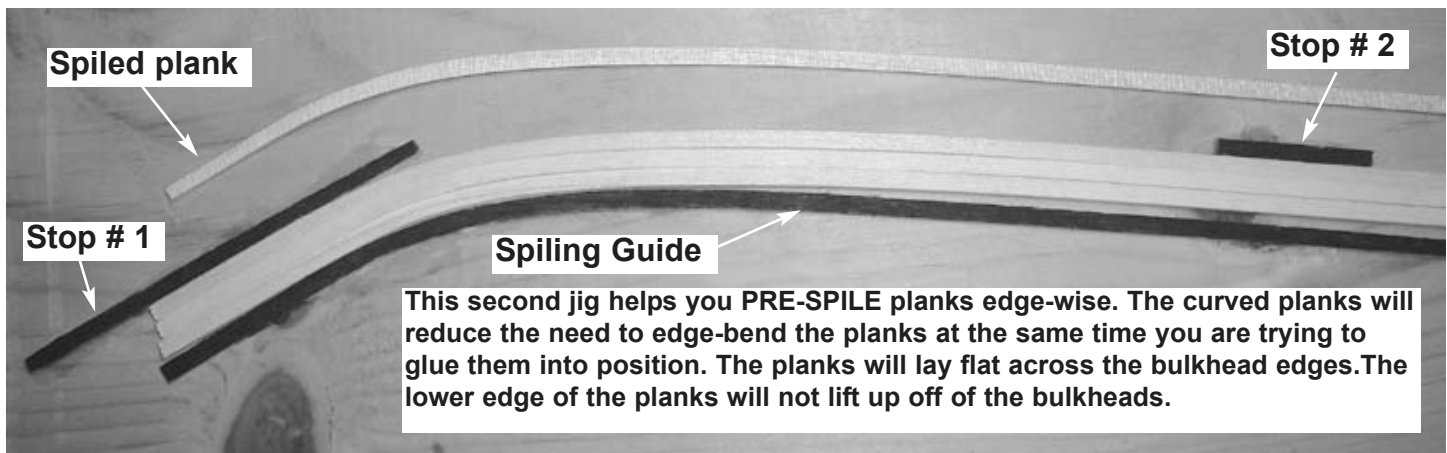 Spiled plank
Stop # 2
Stop # 1
Spiling Guide
This second jig helps you PRE-SPILE planks edge-wise. The curved planks will
reduce the need to edge-bend the planks at the same time you are trying to
glue them into position. The planks will lay flat across the bulkhead edges.The
lower edge of the planks will not lift up off of the bulkheads.